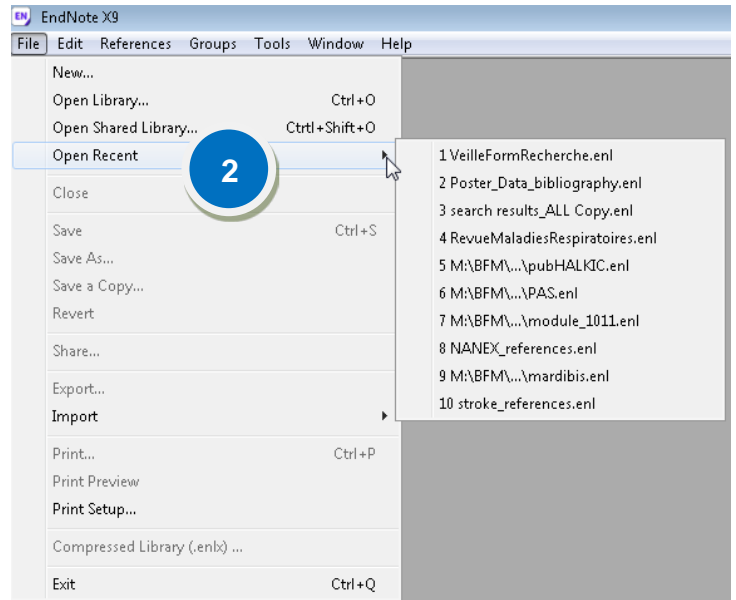 EN EndNote X9
File Edit References Groups Tools Window Help
New...
Open Library... Ctrl+O
Open Shared Library... Ctrtl+Shift+O
Open Recent
2
Close
Save Ctrl+S
Save As...
Save a Copy...
Revert
Share...
Export...
Import
Print... Ctrl+P
Print Preview
Print Setup...
Compressed Library (.enlx) ...
Exit Ctrl+Q
1 VeilleFormRecherche.enl
2 Poster_Data_bibliography.enl
3 search results_ALL Copy.enl
4 RevueMaladiesRespiratoires.enl
5 M:\BFM\...\pubHALKIC.enl
6 M:\BFM\...\PAS.enl
7 M:\BFM\...\module_1011.enl
8 NANEX_references.enl
9 M:\BFM\...\mardibis.enl
10 stroke_references.enl